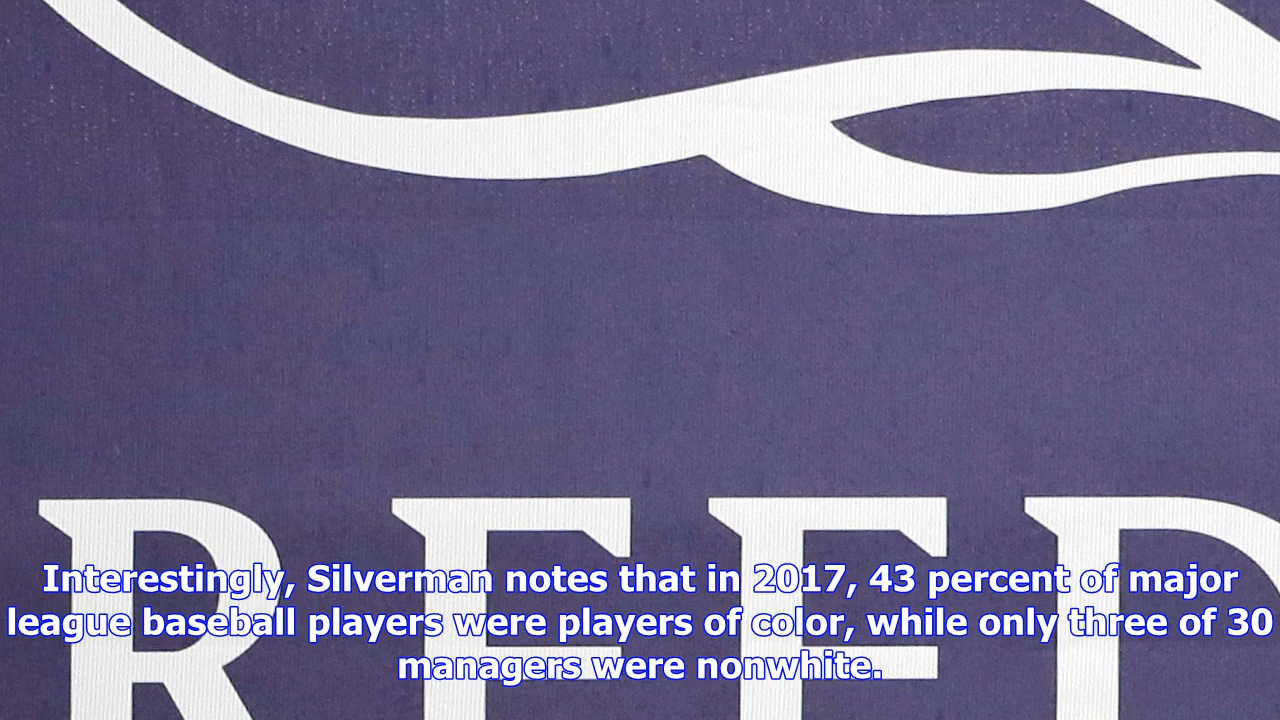 REED
Interestingly, Silverman notes that in 2017, 43 percent of major
league baseball players were players of color, while only three of 30
managers were nonwhite.